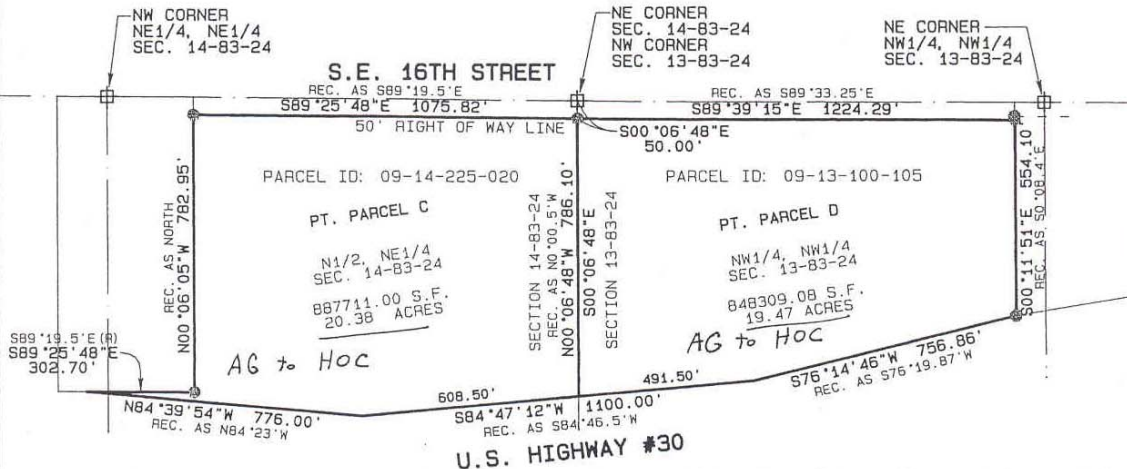 NW CORNER
NE1/4, NE1/4
SEC. 14-83-24
NE CORNER
SEC. 14-83-24
NW CORNER
SEC. 13-83-24
NE CORNER
NW1/4, NW1/4
SEC. 13-83-24
S.E. 16TH STREET
REC. AS S89°19.5'E
S89°25'48"E 1075.82'
50' RIGHT OF WAY LINE
REC. AS S89°33.25'E
S89°39'15"E 1224.29'
S00°06'48"E
50.00'
PARCEL ID: 09-14-225-020
PT. PARCEL C
N1/2, NE1/4
SEC. 14-83-24
887711.00 S.F.
20.38 ACRES
AG to HOC
PARCEL ID: 09-13-100-105
PT. PARCEL D
NW1/4, NW1/4
SEC. 13-83-24
848309.08 S.F.
19.47 ACRES
AG to HOC
REC. AS NORTH
N00°06'05"W 782.95'
SECTION 14-83-24
REC. AS N0°00.5'W
N00°06'48"W 786.10'
S00°06'48"E
SECTION 13-83-24
S00°11'51"E 554.10'
REC. AS S0°08.4'E
S89°19.5'E(R)
S89°25'48"E
302.70'
N84°39'54"W 776.00'
REC. AS N84°23'W
608.50'
491.50'
S84°47'12"W 1100.00'
REC. AS S84°46.5'W
S76°14'46"W 756.86'
REC. AS S76°19.87'W
U.S. HIGHWAY #30